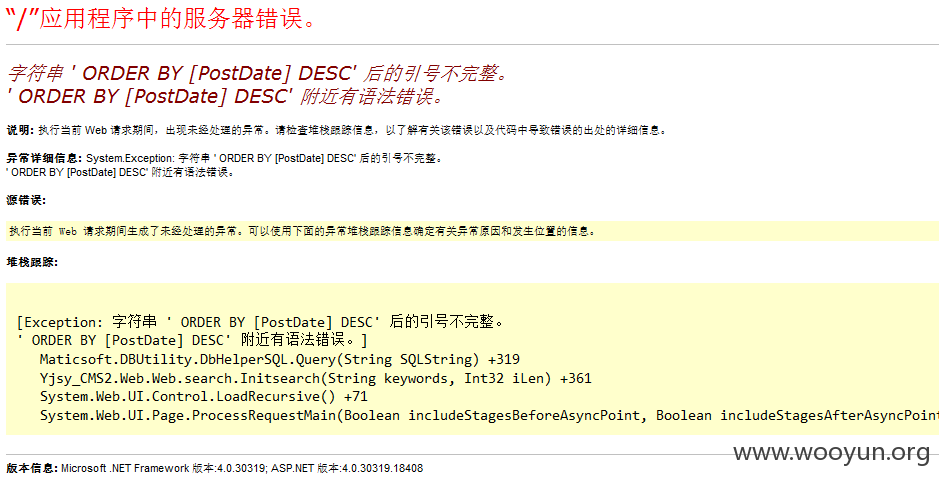 “/”应用程序中的服务器错误。
字符串 ' ORDER BY [PostDate] DESC' 后的引号不完整。
' ORDER BY [PostDate] DESC' 附近有语法错误。
说明: 执行当前 Web 请求期间，出现未经处理的异常。请检查堆栈跟踪信息，以了解有关该错误以及代码中导致错误的出处的详细信息。
异常详细信息: System.Exception: 字符串 ' ORDER BY [PostDate] DESC' 后的引号不完整。
' ORDER BY [PostDate] DESC' 附近有语法错误。
源错误:
执行当前 Web 请求期间生成了未经处理的异常。可以使用下面的异常堆栈跟踪信息确定有关异常原因和发生位置的信息。
堆栈跟踪:
[Exception: 字符串 ' ORDER BY [PostDate] DESC' 后的引号不完整。
' ORDER BY [PostDate] DESC' 附近有语法错误。]
Maticsoft.DBUtility.DbHelperSQL.Query(String SQLString) +319
Yjsy_CMS2.Web.Web.search.Initsearch(String keywords, Int32 iLen) +361
System.Web.UI.Control.LoadRecursive() +71
System.Web.UI.Page.ProcessRequestMain(Boolean includeStagesBeforeAsyncPoint, Boolean includeStagesAfterAsyncPoint
www.wooyun.org
版本信息: Microsoft .NET Framework 版本:4.0.30319; ASP.NET 版本:4.0.30319.18408